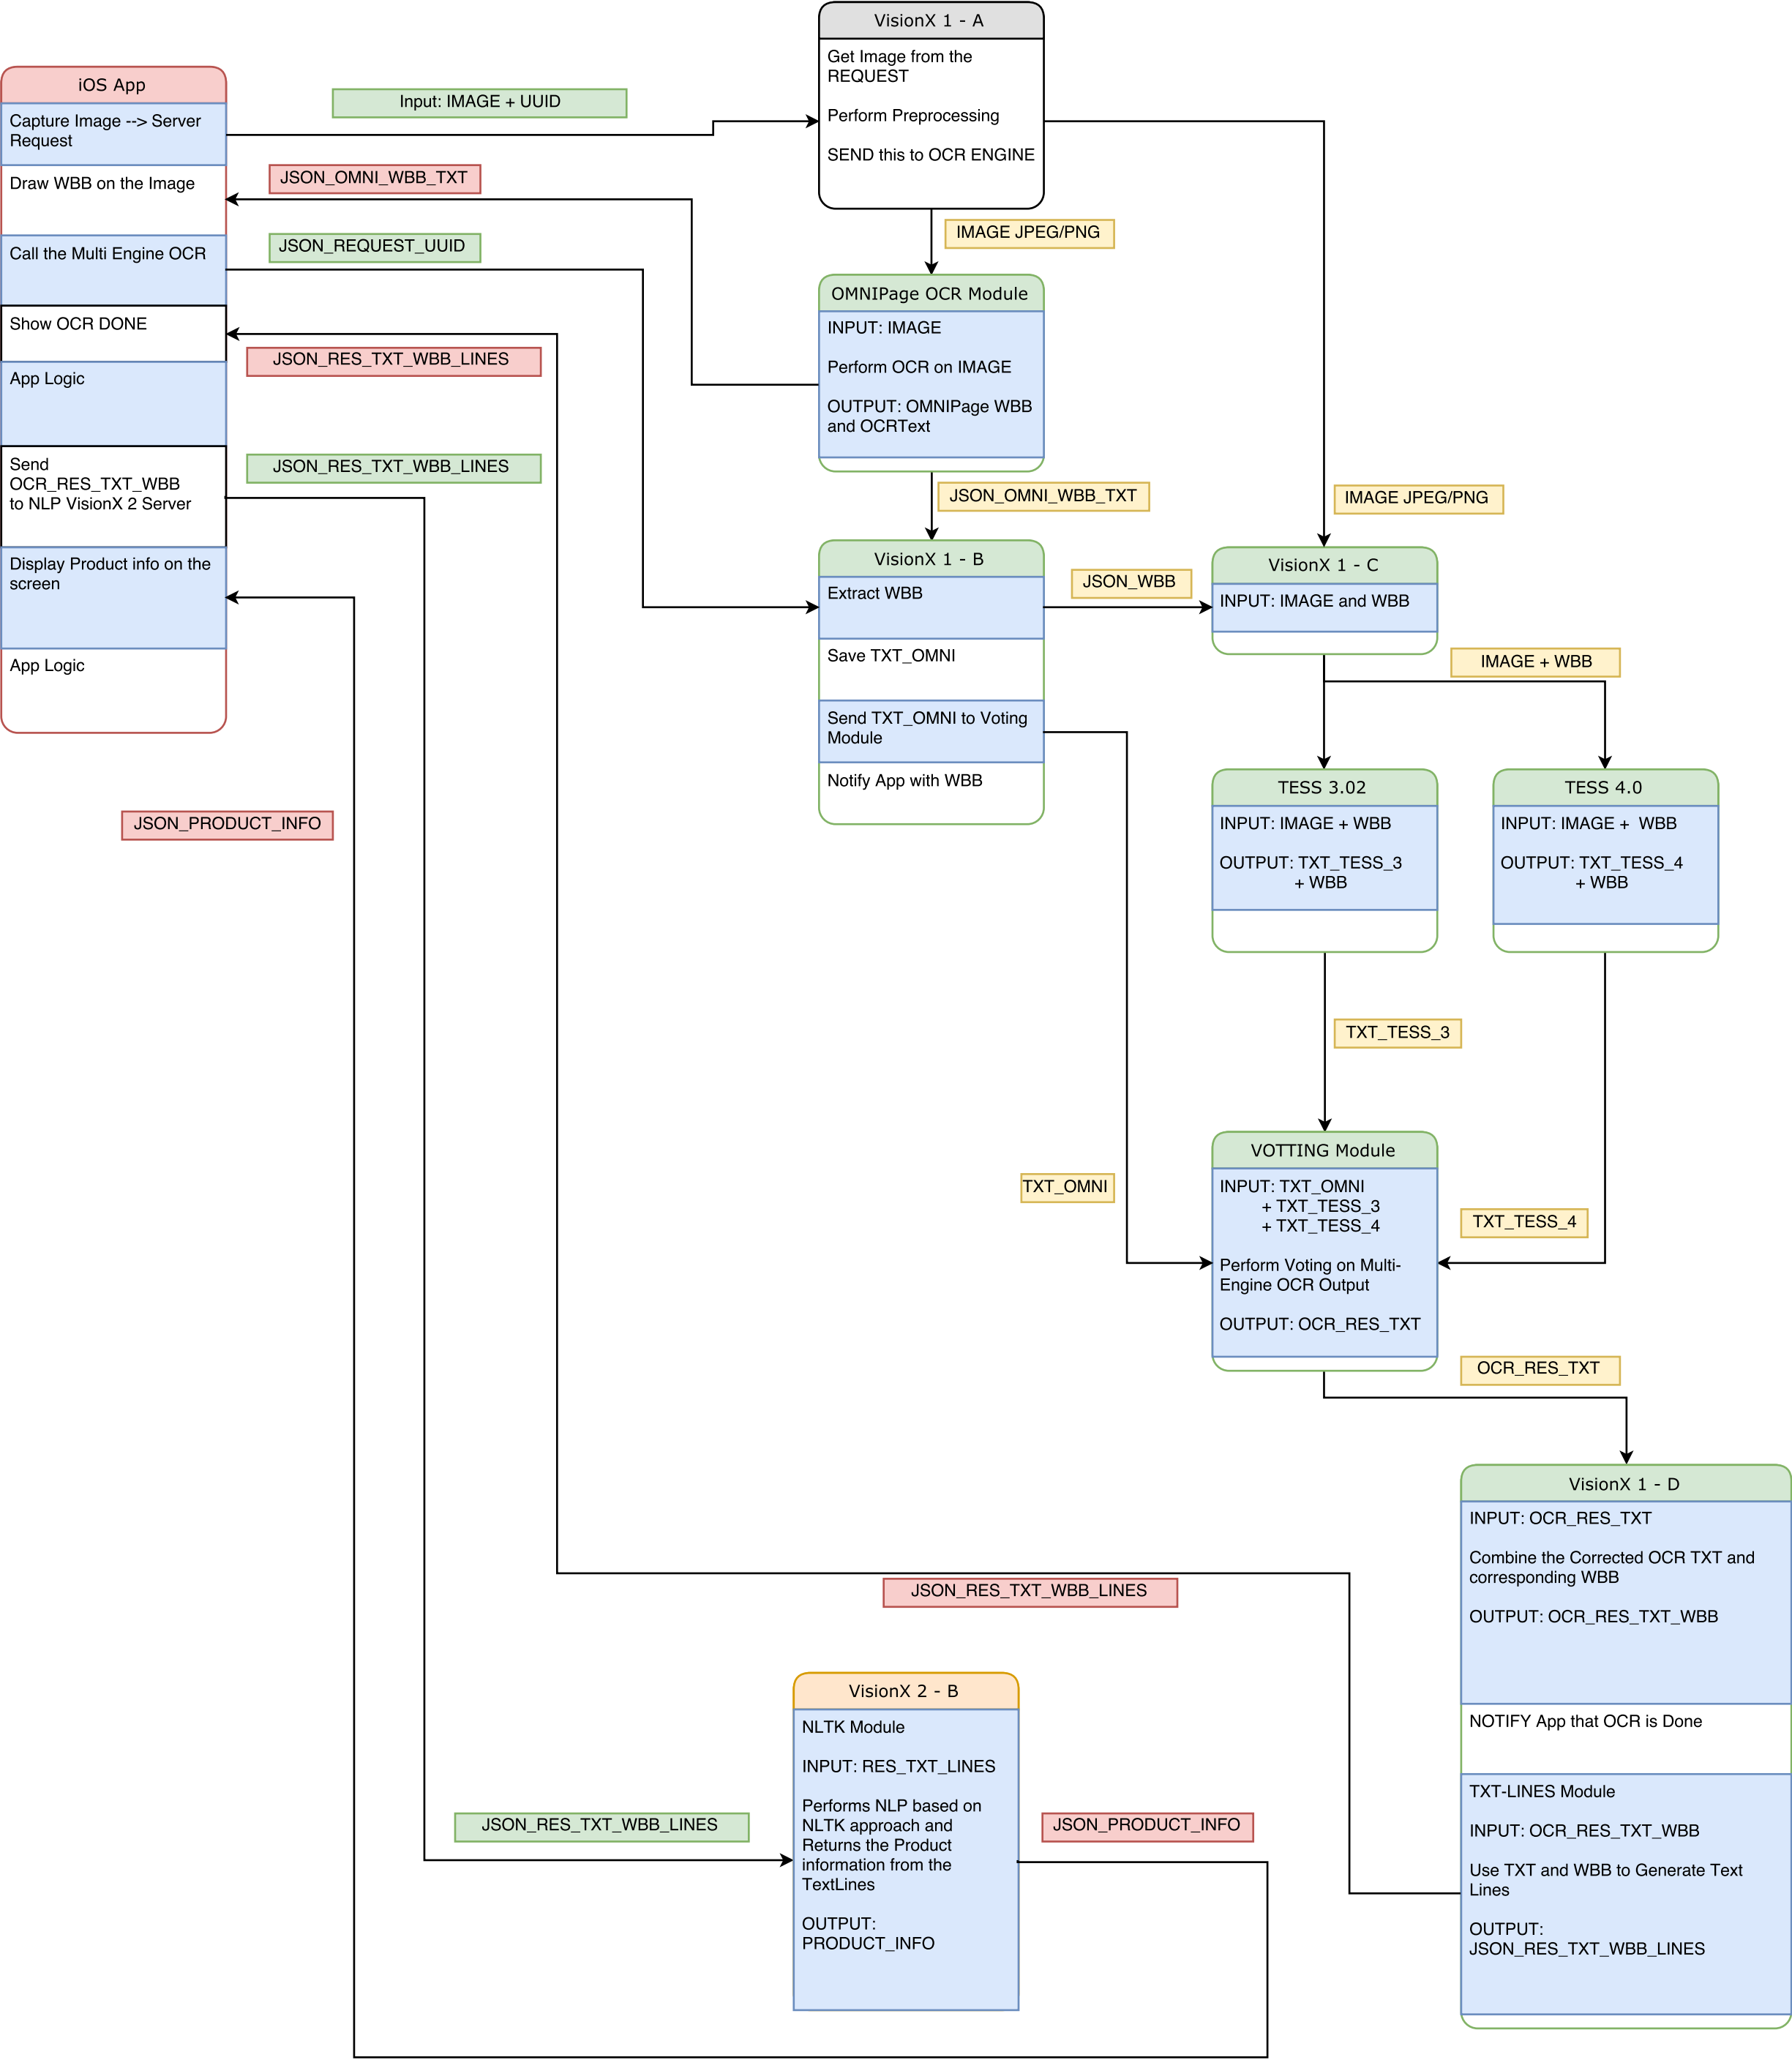 VisionX 1 - A
Get Image from the
REQUEST
Perform Preprocessing
SEND this to OCR ENGINE
iOS App
Capture Image --> Server
Request
Draw WBB on the Image
Call the Multi Engine OCR
Show OCR DONE
App Logic
Send
OCR_RES_TXT_WBB
to NLP VisionX 2 Server
Display Product info on the
screen
App Logic
Input: IMAGE + UUID
JSON_OMNI_WBB_TXT
JSON_REQUEST_UUID
JSON_RES_TXT_WBB_LINES
JSON_RES_TXT_WBB_LINES
IMAGE JPEG/PNG
OMNIPage OCR Module
INPUT: IMAGE
Perform OCR on IMAGE
OUTPUT: OMNIPage WBB
and OCRText
JSON_OMNI_WBB_TXT
IMAGE JPEG/PNG
VisionX 1 - B
Extract WBB
Save TXT_OMNI
Send TXT_OMNI to Voting
Module
Notify App with WBB
JSON_WBB
VisionX 1 - C
INPUT: IMAGE and WBB
IMAGE + WBB
TESS 3.02
INPUT: IMAGE + WBB
OUTPUT: TXT_TESS_3
+ WBB
TESS 4.0
INPUT: IMAGE +  WBB
OUTPUT: TXT_TESS_4
+ WBB
JSON_PRODUCT_INFO
TXT_TESS_3
TXT_OMNI
VOTTING Module
INPUT: TXT_OMNI
+ TXT_TESS_3
+ TXT_TESS_4
Perform Voting on Multi-
Engine OCR Output
OUTPUT: OCR_RES_TXT
TXT_TESS_4
OCR_RES_TXT
VisionX 1 - D
INPUT: OCR_RES_TXT
Combine the Corrected OCR TXT and
corresponding WBB
OUTPUT: OCR_RES_TXT_WBB
NOTIFY App that OCR is Done
TXT-LINES Module
INPUT: OCR_RES_TXT_WBB
Use TXT and WBB to Generate Text
Lines
OUTPUT:
JSON_RES_TXT_WBB_LINES
JSON_RES_TXT_WBB_LINES
VisionX 2 - B
NLTK Module
INPUT: RES_TXT_LINES
Performs NLP based on
NLTK approach and
Returns the Product
information from the
TextLines
OUTPUT:
PRODUCT_INFO
JSON_RES_TXT_WBB_LINES
JSON_PRODUCT_INFO